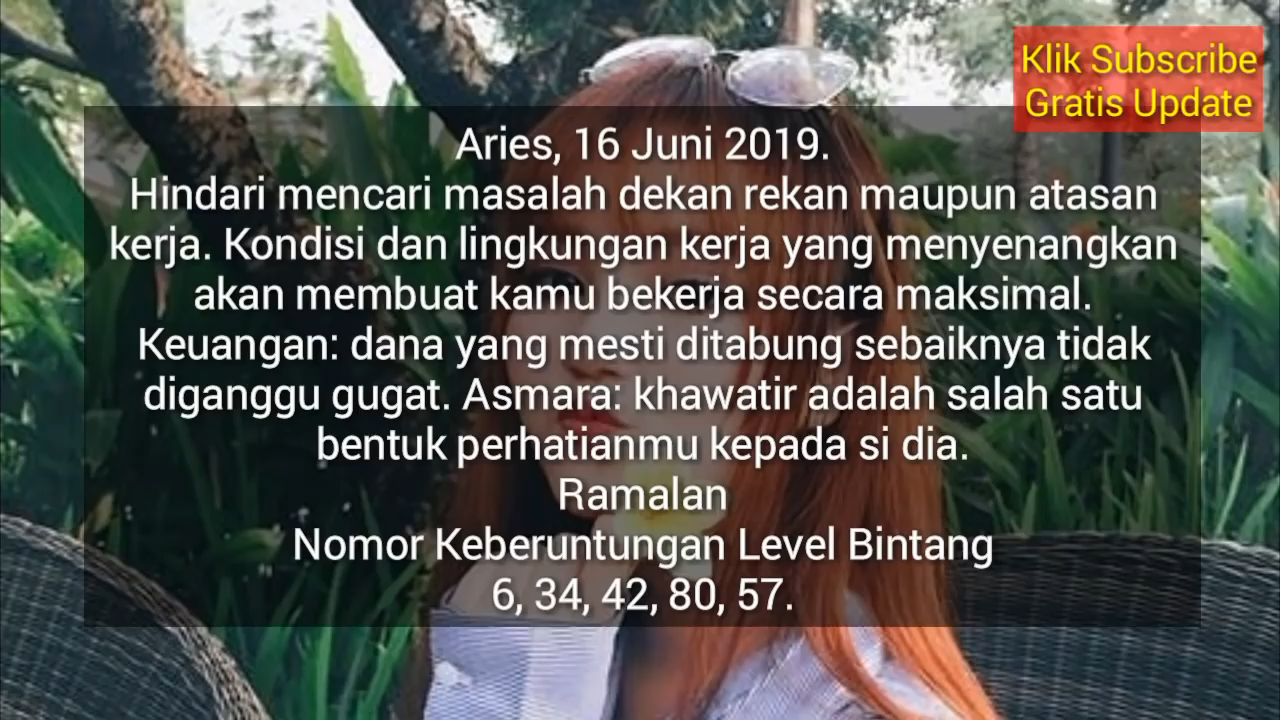 Klik Subscribe
Gratis Update
Aries, 16 Juni 2019.
Hindari mencari masalah dekan rekan maupun atasan
kerja. Kondisi dan lingkungan kerja yang menyenangkan
akan membuat kamu bekerja secara maksimal.
Keuangan: dana yang mesti ditabung sebaiknya tidak
diganggu gugat. Asmara: khawatir adalah salah satu
bentuk perhatianmu kepada si dia.
Ramalan
Nomor Keberuntungan Level Bintang
6, 34, 42, 80, 57.